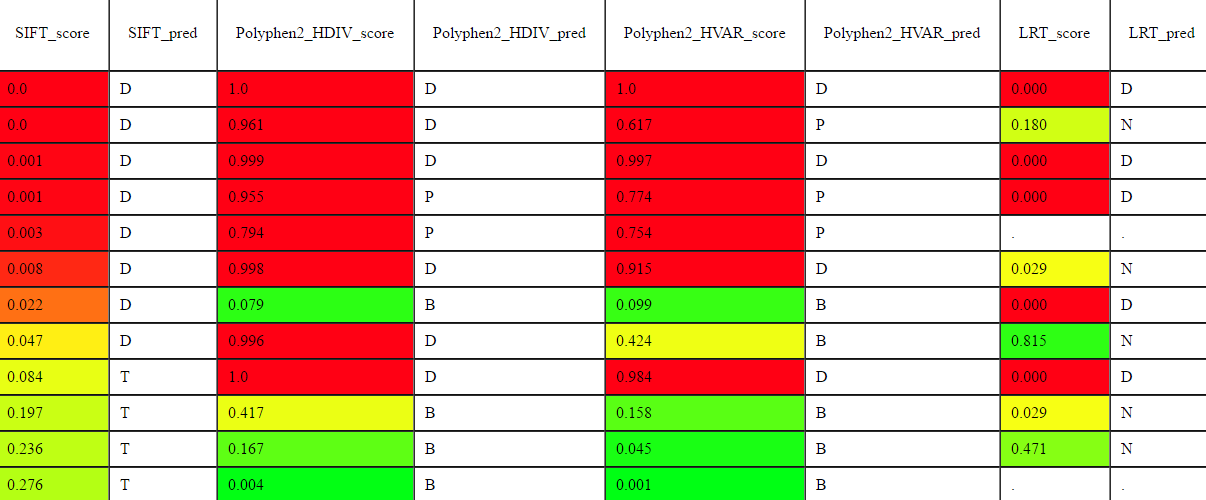 SIFT_score SIFT_pred Polyphen2_HDIV_score Polyphen2_HDIV_pred Polyphen2_HVAR_score Polyphen2_HVAR_pred LRT_score LRT_pred
0.0 D 1.0 D 1.0 D 0.000 D
0.0 D 0.961 D 0.617 P 0.180 N
0.001 D 0.999 D 0.997 D 0.000 D
0.001 D 0.955 P 0.774 P 0.000 D
0.003 D 0.794 P 0.754 P . .
0.008 D 0.998 D 0.915 D 0.029 N
0.022 D 0.079 B 0.099 B 0.000 D
0.047 D 0.996 D 0.424 B 0.815 N
0.084 T 1.0 D 0.984 D 0.000 D
0.197 T 0.417 B 0.158 B 0.029 N
0.236 T 0.167 B 0.045 B 0.471 N
0.276 T 0.004 B 0.001 B . .